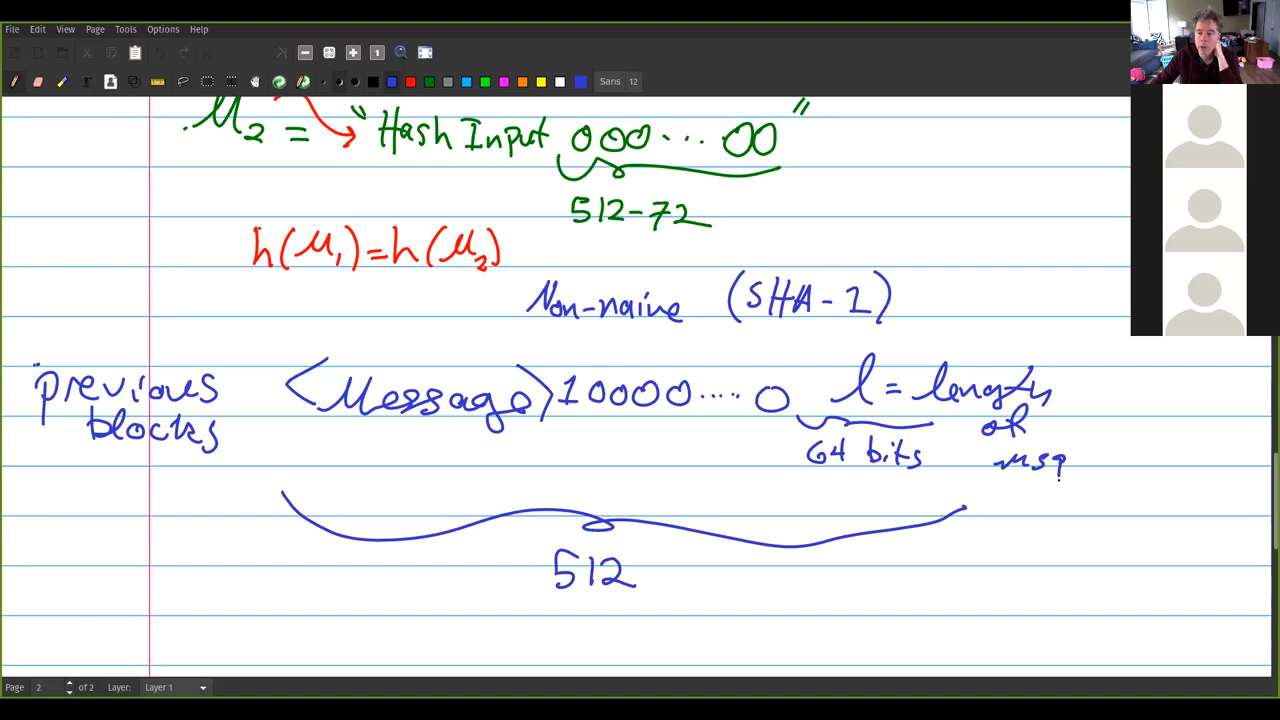 File Edit View Page Tools Options Help
Sans 12
M₂ = "Hash Input 000...00"
512-72
h(M₁)=h(M₂)
Non-naive (SHA-1)
previous blocks <Message>10000....0 l = length of msg
64 bits
512
Page 2 of 2 Layer: Layer 1